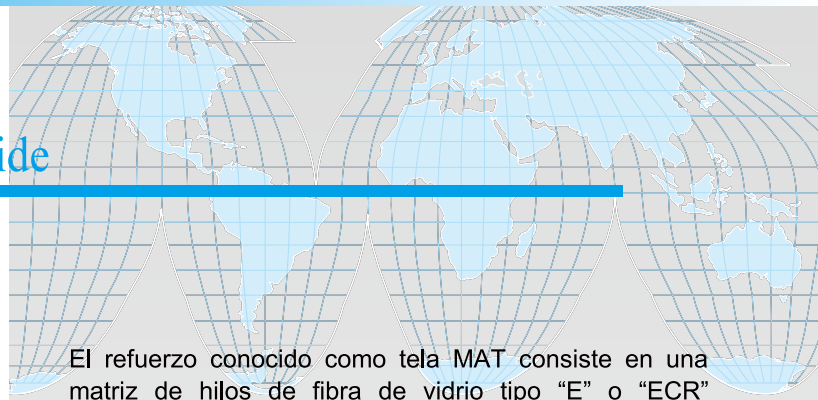 ide
El refuerzo conocido como tela MAT consiste en una
matriz de hilos de fibra de vidrio tipo “E” o “ECR”